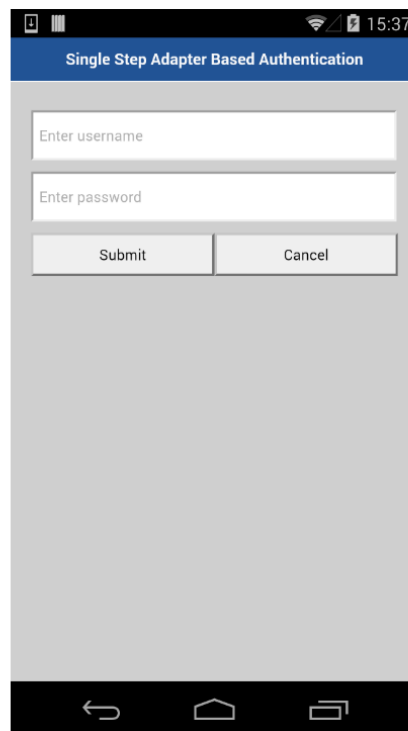 15:37
Single Step Adapter Based Authentication
Enter username
Enter password
Submit Cancel